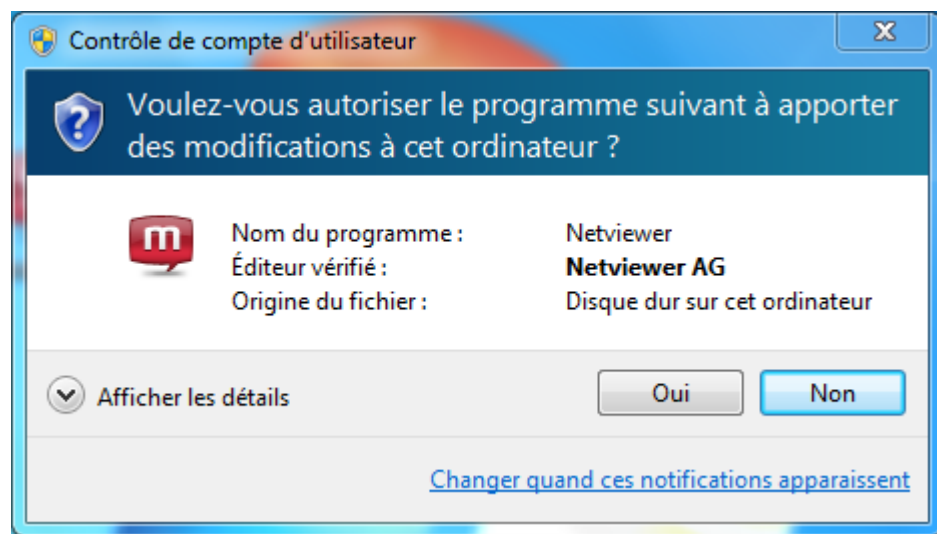 Contrôle de compte d'utilisateur
Voulez-vous autoriser le programme suivant à apporter
des modifications à cet ordinateur ?
m
Nom du programme : Netviewer
Éditeur vérifié : Netviewer AG
Origine du fichier : Disque dur sur cet ordinateur
Afficher les détails
Oui
Non
Changer quand ces notifications apparaissent